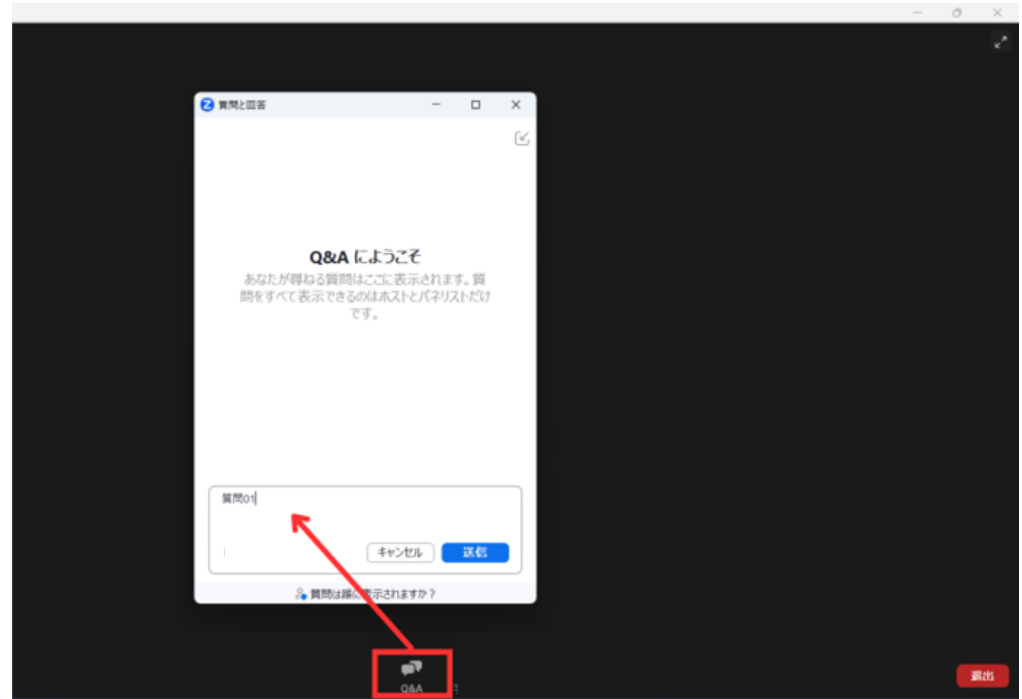 質問と回答
Q&A にようこそ
あなたが尋ねる質問はここに表示されます。質
問をすべて表示できるのはホストとパネリストだけ
です。
質問01
キャンセル 送信
質問は誰に表示されますか?
Q&A
退出